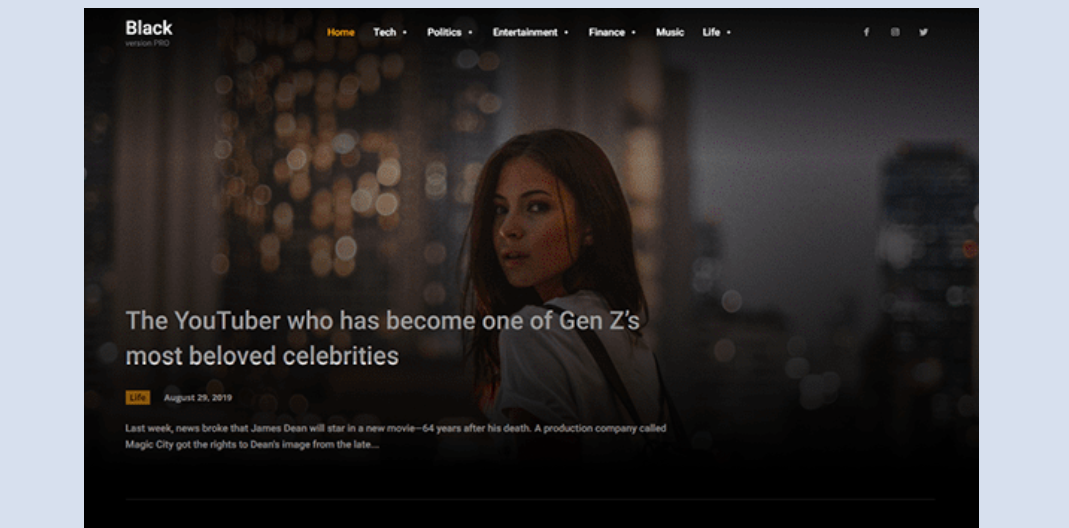 Black
version PRO
Home Tech Politics Entertainment Finance Music Life
The YouTuber who has become one of Gen Z's
most beloved celebrities
Life August 29, 2019
Last week, news broke that James Dean will star in a new movie—64 years after his death. A production company called
Magic City got the rights to Dean's image from the late...